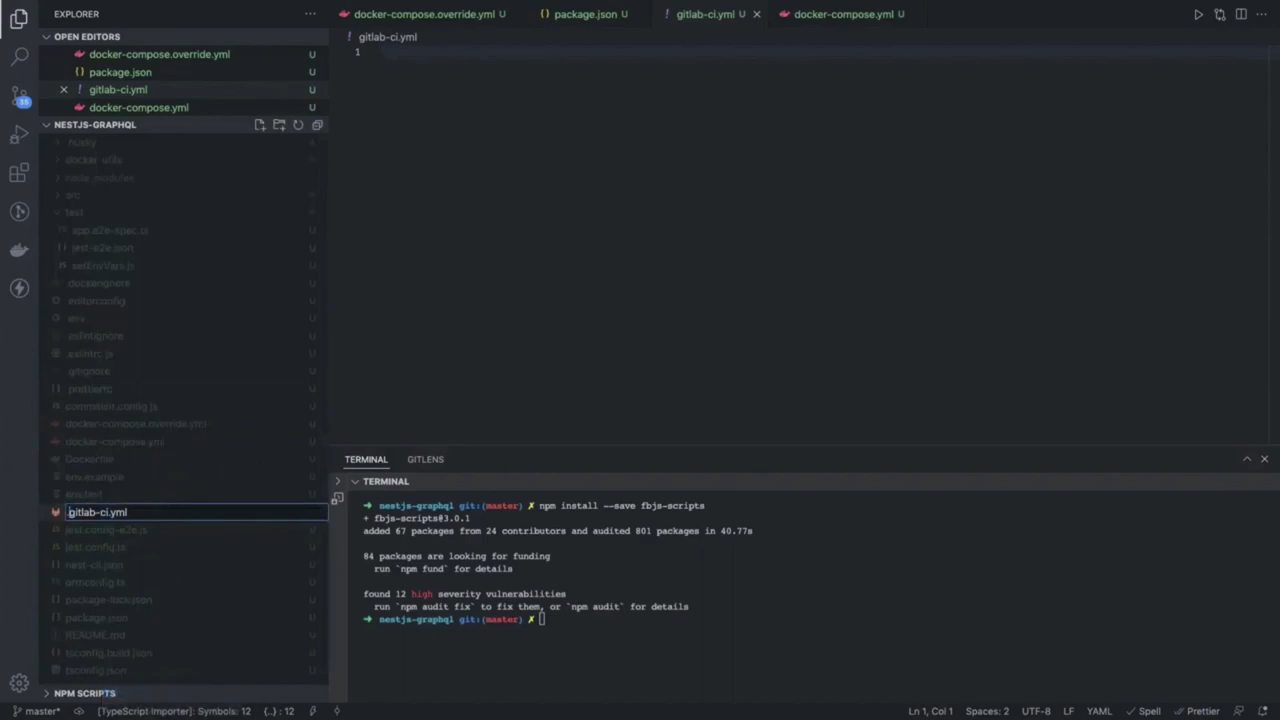 EXPLORER
OPEN EDITORS
docker-compose.override.yml U
{} package.json U
! gitlab-ci.yml U
docker-compose.yml U
35
NESTJS-GRAPHQL
.husky
docker-utils
node_modules
src
test
app.e2e-spec.ts U
jest-e2e.json U
setEnvVars.js U
.dockerignore U
.editorconfig U
.env U
.eslintignore U
.eslintrc.js U
.gitignore U
.prettierrc U
commitlint.config.js U
docker-compose.override.yml U
docker-compose.yml U
Dockerfile U
env.example U
env.test U
.gitlab-ci.yml
jest.config-e2e.js U
jest.config.js U
nest-cli.json U
ormconfig.ts U
package-lock.json U
package.json U
README.md U
tsconfig.build.json U
tsconfig.json U
NPM SCRIPTS
docker-compose.override.yml U {} package.json U ! gitlab-ci.yml U docker-compose.yml U
! gitlab-ci.yml
1
TERMINAL GITLENS
TERMINAL
→ nestjs-graphql git:(master) ✗ npm install --save fbjs-scripts
+ fbjs-scripts@3.0.1
added 67 packages from 24 contributors and audited 801 packages in 40.77s
84 packages are looking for funding
run `npm fund` for details
found 12 high severity vulnerabilities
run `npm audit fix` to fix them, or `npm audit` for details
→ nestjs-graphql git:(master) ✗
master* [TypeScript Importer]: Symbols: 12 {..} : 12 Ln 1, Col 1 Spaces: 2 UTF-8 LF YAML Spell Prettier